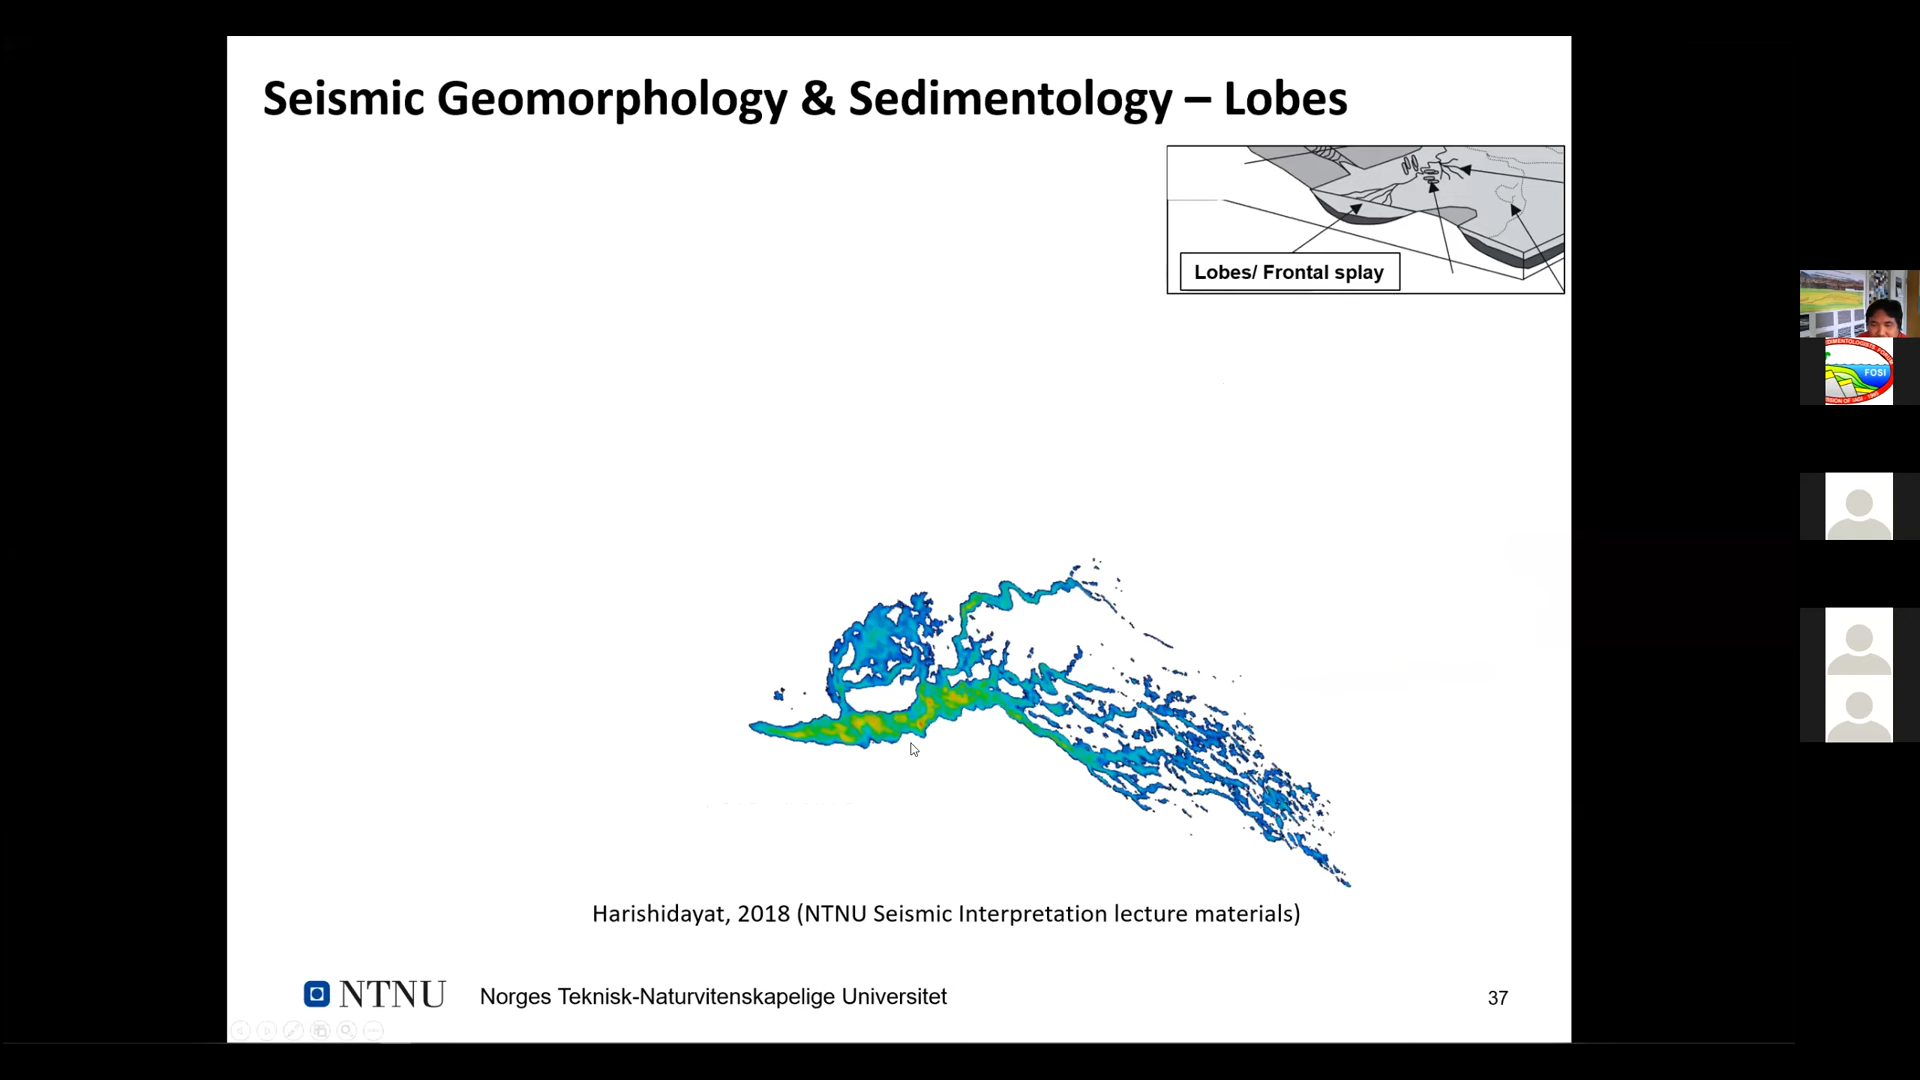 Seismic Geomorphology & Sedimentology – Lobes
Lobes/ Frontal splay
FOSI
Harishidayat, 2018 (NTNU Seismic Interpretation lecture materials)
NTNU
Norges Teknisk-Naturvitenskapelige Universitet
37